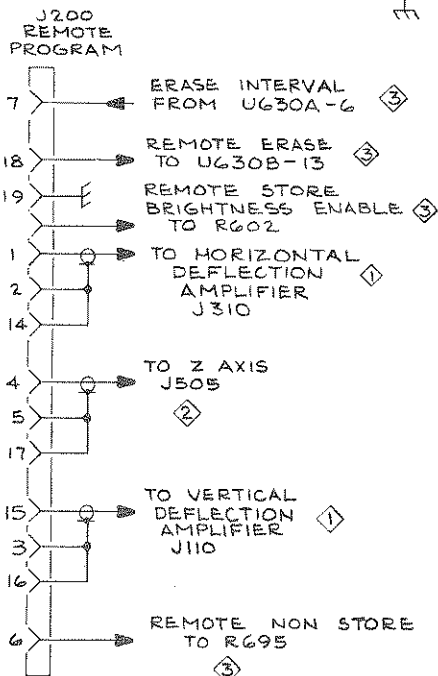 J200
REMOTE
PROGRAM
7 ERASE INTERVAL
FROM U630A-6 3
18 REMOTE ERASE
TO U630B-13 3
19 REMOTE STORE
BRIGHTNESS ENABLE 3
TO R602
1 TO HORIZONTAL
DEFLECTION 1
2 AMPLIFIER
J310
14
4 TO Z AXIS
J505
5 2
17
15 TO VERTICAL
DEFLECTION 1
AMPLIFIER
3 J110
16
6 REMOTE NON STORE
TO R695
3